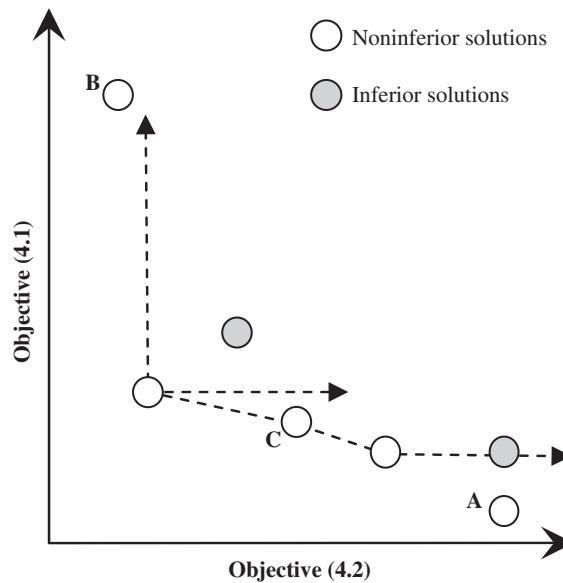 Noninferior solutions
B
Inferior solutions
Objective (4.1)
C
A
Objective (4.2)